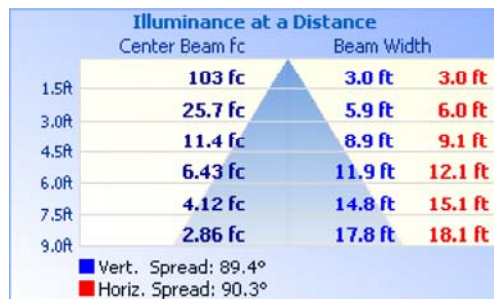 Illuminance at a Distance
Center Beam fc Beam Width
1.5ft 103 fc 3.0 ft 3.0 ft
3.0ft 25.7 fc 5.9 ft 6.0 ft
4.5ft 11.4 fc 8.9 ft 9.1 ft
6.0ft 6.43 fc 11.9 ft 12.1 ft
7.5ft 4.12 fc 14.8 ft 15.1 ft
9.0ft 2.86 fc 17.8 ft 18.1 ft
Vert. Spread: 89.4°
Horiz. Spread: 90.3°